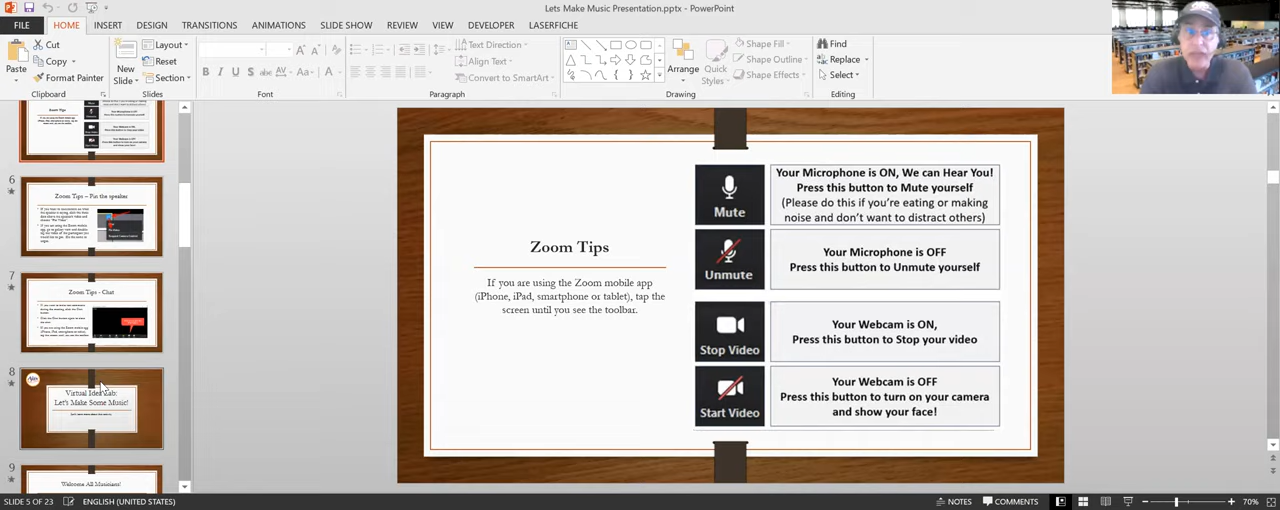 Lets Make Music Presentation.pptx - PowerPoint
FILE HOME INSERT DESIGN TRANSITIONS ANIMATIONS SLIDE SHOW REVIEW VIEW DEVELOPER LASERFICHE
Paste
Cut
Copy
Format Painter
Clipboard
New
Slide
Layout
Reset
Section
Slides
B I U S abc AV Aa A
Font
Text Direction
Convert to SmartArt
Paragraph
Arrange
Quick
Styles
Shape Fill
Shape Outline
Shape Effects
Drawing
Find
Replace
Select
Editing
Zoom Tips
6
Zoom Tips – Pin the speaker
7
Zoom Tips - Chat
8
Virtual Idea Lab:
Let's Make Some Music!
9
Welcome All Musicians!
Zoom Tips
If you are using the Zoom mobile app
(iPhone, iPad, smartphone or tablet), tap the
screen until you see the toolbar.
Mute
Your Microphone is ON, We can Hear You!
Press this button to Mute yourself
(Please do this if you're eating or making
noise and don't want to distract others)
Unmute
Your Microphone is OFF
Press this button to Unmute yourself
Stop Video
Your Webcam is ON,
Press this button to Stop your video
Start Video
Your Webcam is OFF
Press this button to turn on your camera
and show your face!
SLIDE 5 OF 23 ENGLISH (UNITED STATES) NOTES COMMENTS 70%